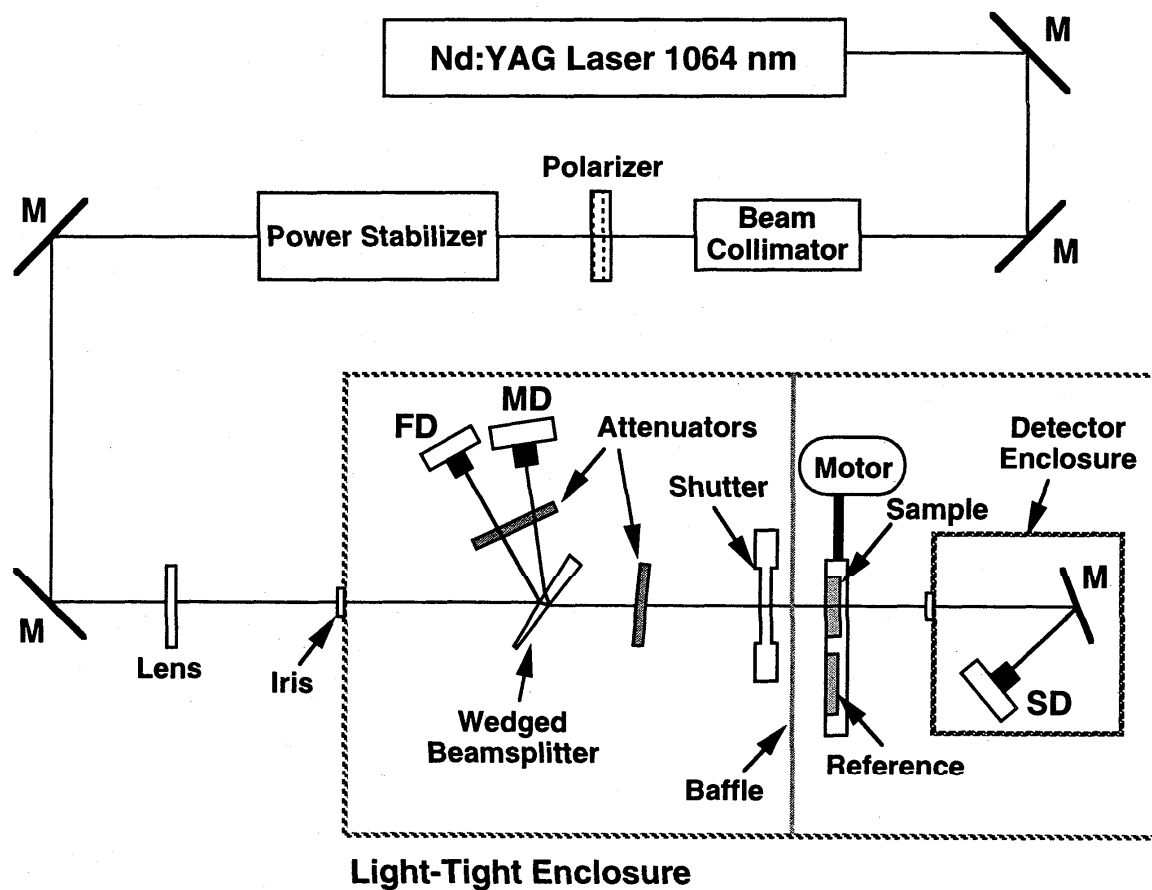 Nd:YAG Laser 1064 nm
M
Polarizer
M
Power Stabilizer
Beam
Collimator
M
FD
MD
Attenuators
Shutter
Motor
Sample
Detector
Enclosure
M
M
Lens
Iris
Wedged
Beamsplitter
Baffle
Reference
SD
Light-Tight Enclosure